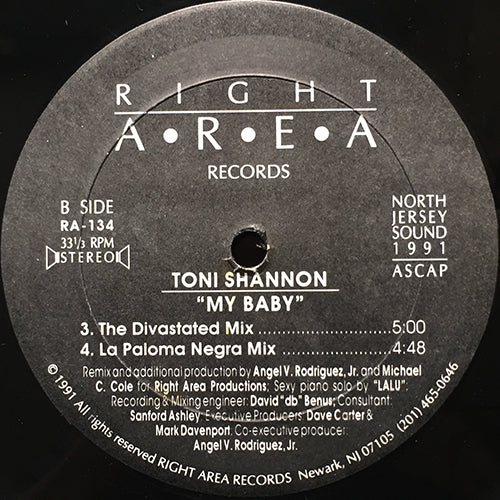 RIGHT
A•R•E•A
RECORDS
B SIDE
RA-134
33 1/3 RPM
STEREO
NORTH
JERSEY
SOUND
1991
ASCAP
TONI SHANNON
"MY BABY"
3. The Divastated Mix ........................ 5:00
4. La Paloma Negra Mix .................... 4:48
Remix and additional production by Angel V. Rodriguez, Jr. and Michael
C. Cole for Right Area Productions; Sexy piano solo by "LALU":
Recording & Mixing engineer: David "db" Benus; Consultant:
Sanford Ashley; Executive Producers: Dave Carter &
Mark Davenport. Co-executive producer:
Angel V. Rodriguez, Jr.
© 1991 All rights reserved RIGHT AREA RECORDS Newark, NJ 07105 (201) 465-0646